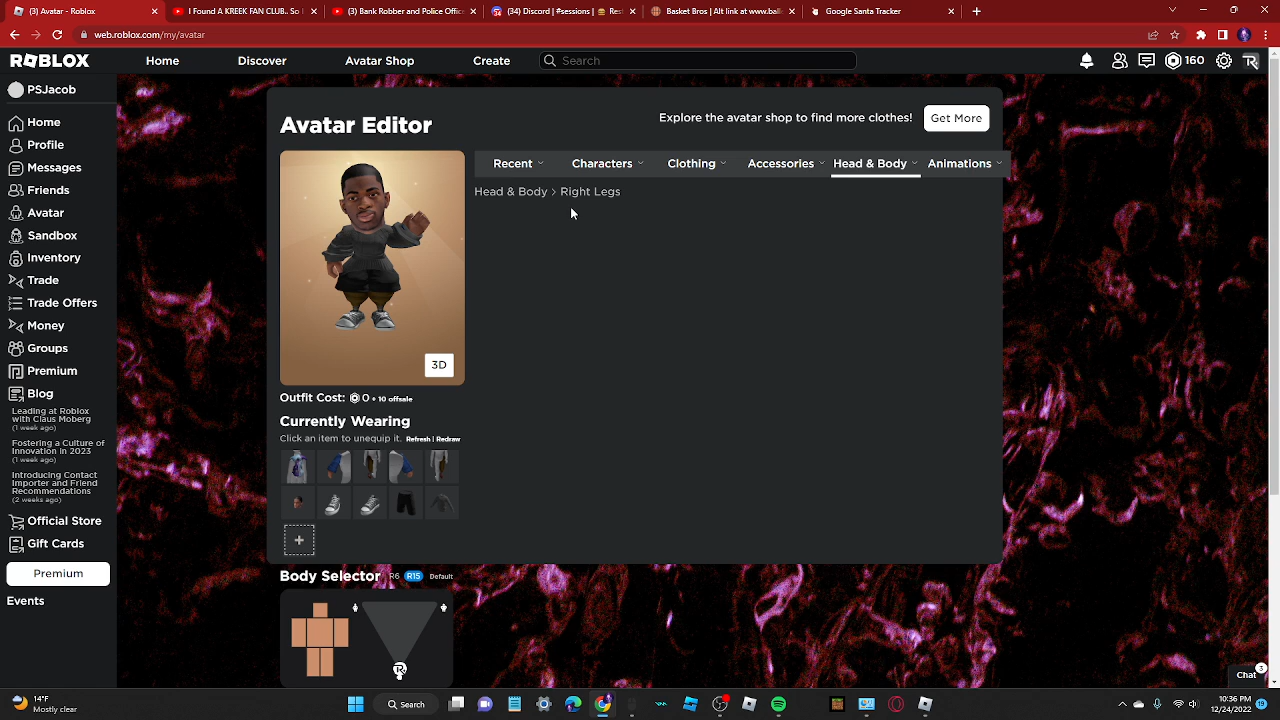 (3) Avatar - Roblox
I Found A KREEK FAN CLUB.. So I
(3) Bank Robber and Police Office
(34) Discord | #sessions | Rest
Basket Bros | Alt link at www.ball
Google Santa Tracker
web.roblox.com/my/avatar
ROBLOX
Home
Discover
Avatar Shop
Create
Search
160
PSJacob
Home
Profile
Messages
Friends
Avatar
Sandbox
Inventory
Trade
Trade Offers
Money
Groups
Premium
Blog
Leading at Roblox
with Claus Moberg
(1 week ago)
Fostering a Culture of
Innovation in 2023
(1 week ago)
Introducing Contact
Importer and Friend
Recommendations
(2 weeks ago)
Official Store
Gift Cards
Premium
Events
Avatar Editor
Explore the avatar shop to find more clothes!
Get More
Recent
Characters
Clothing
Accessories
Head & Body
Animations
Head & Body > Right Legs
3D
Outfit Cost: 0 + 10 offsale
Currently Wearing
Click an item to unequip it. Refresh | Redraw
+
Body Selector R6 R15 Default
Chat 3
14°F
Mostly clear
Search
10:36 PM
12/24/2022
19